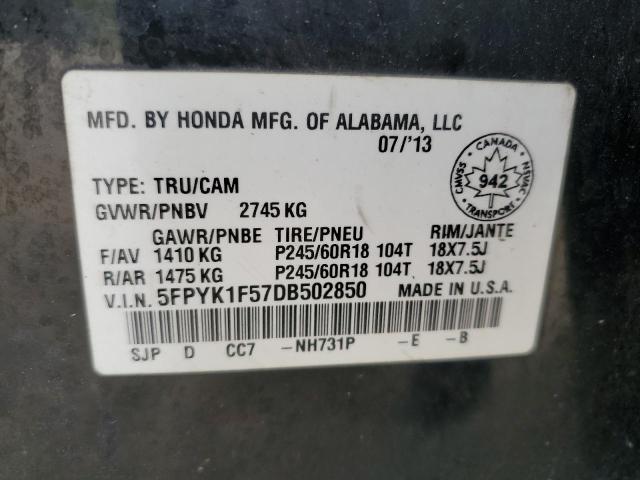 MFD. BY HONDA MFG. OF ALABAMA, LLC
07/'13
TYPE: TRU/CAM
GVWR/PNBV 2745 KG
GAWR/PNBE TIRE/PNEU RIM/JANTE
F/AV 1410 KG P245/60R18 104T 18X7.5J
R/AR 1475 KG P245/60R18 104T 18X7.5J
V.I.N. 5FPYK1F57DB502850 MADE IN U.S.A.
SJP D CC7 -NH731P -E -B
CANADA
CMVSS 942 NSVAC
TRANSPORT